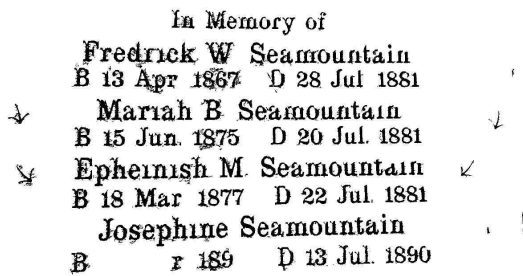 In Memory of
Fredrick W Seamountain
B 13 Apr 1867 D 28 Jul 1881
Mariah B Seamountain
B 15 Jun. 1875 D 20 Jul. 1881
Epheinish M. Seamountain
B 18 Mar 1877 D 22 Jul. 1881
Josephine Seamountain
B D 13 Jul. 1890